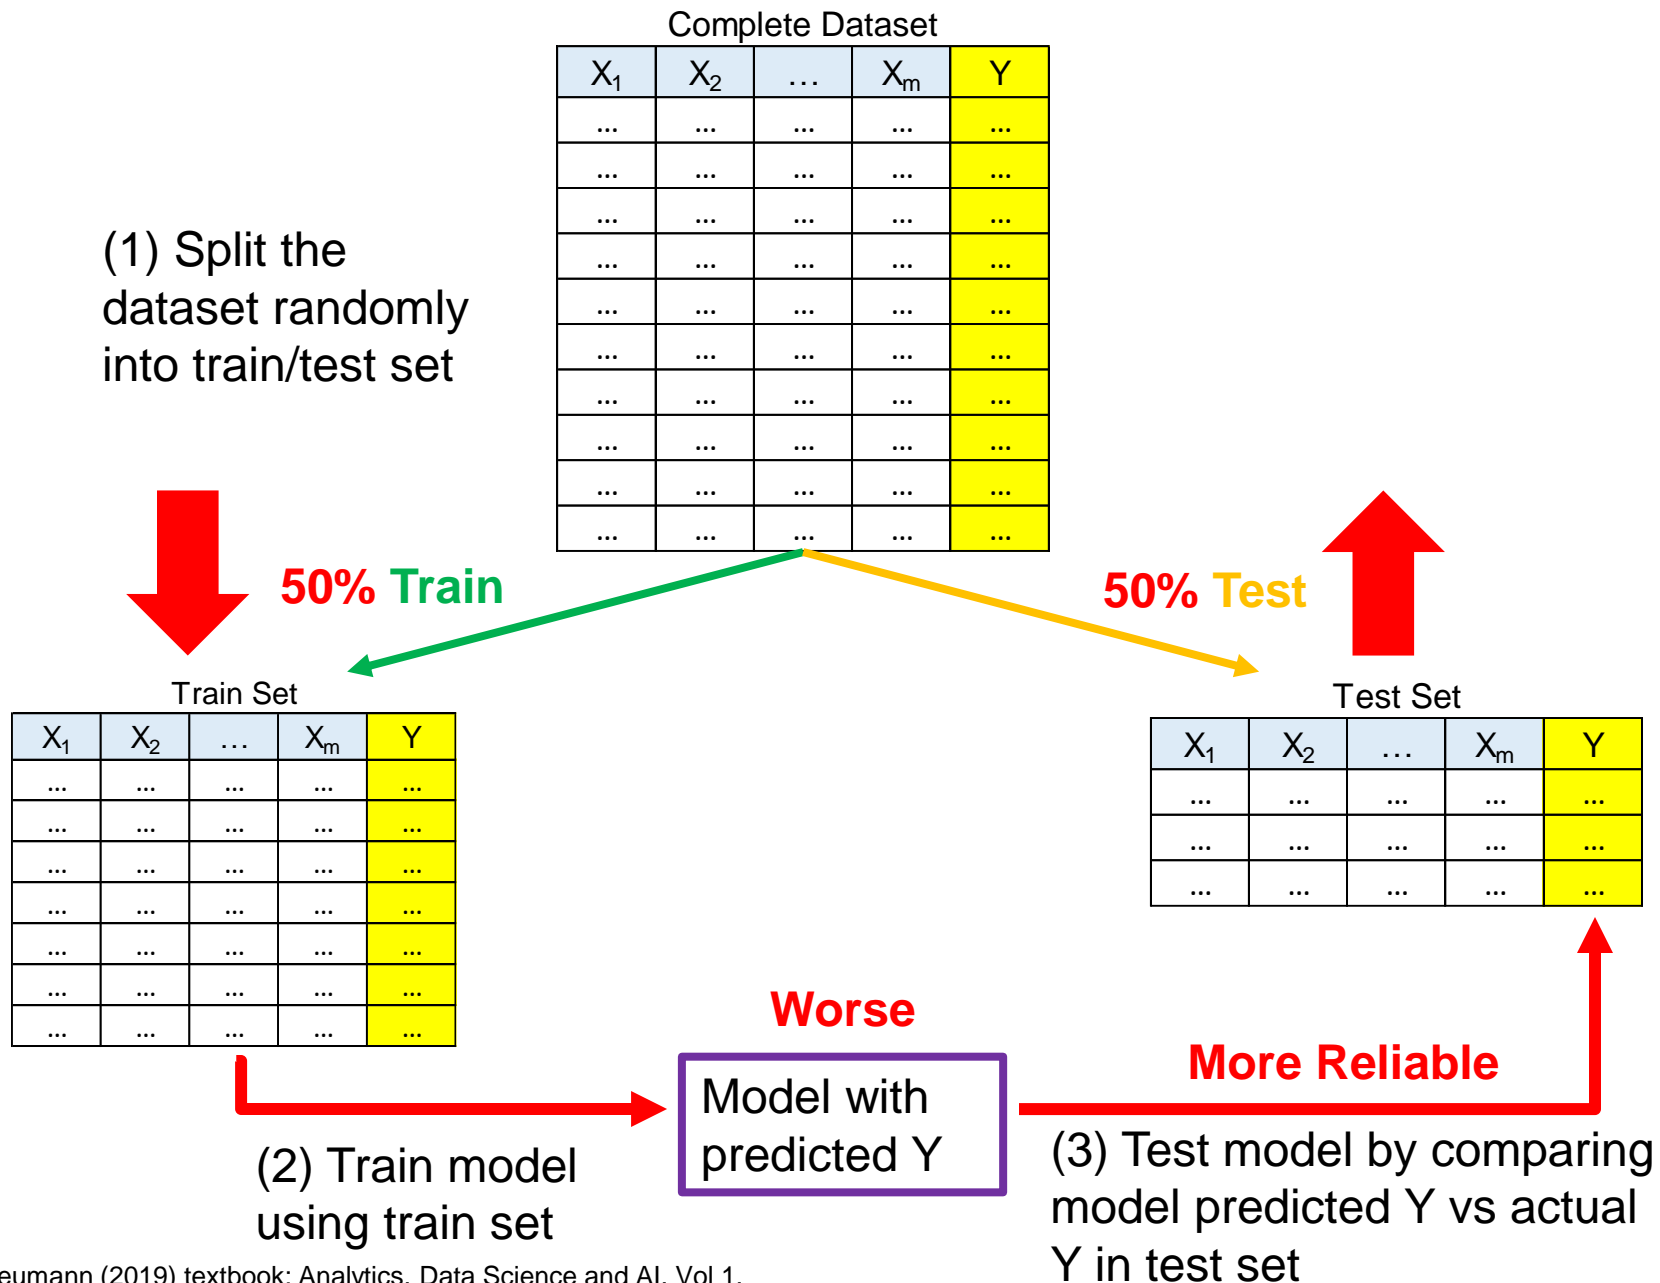 Complete Dataset
X1 X2 … Xm Y
... ... ... ... ...
... ... ... ... ...
... ... ... ... ...
... ... ... ... ...
... ... ... ... ...
... ... ... ... ...
... ... ... ... ...
... ... ... ... ...
... ... ... ... ...
... ... ... ... ...
(1) Split the
dataset randomly
into train/test set
50% Train
50% Test
Train Set
X1 X2 … Xm Y
... ... ... ... ...
... ... ... ... ...
... ... ... ... ...
... ... ... ... ...
... ... ... ... ...
... ... ... ... ...
... ... ... ... ...
Test Set
X1 X2 … Xm Y
... ... ... ... ...
... ... ... ... ...
... ... ... ... ...
Worse
Model with
predicted Y
More Reliable
(2) Train model
using train set
(3) Test model by comparing
model predicted Y vs actual
Y in test set
eumann (2019) textbook: Analytics, Data Science and AI, Vol 1.